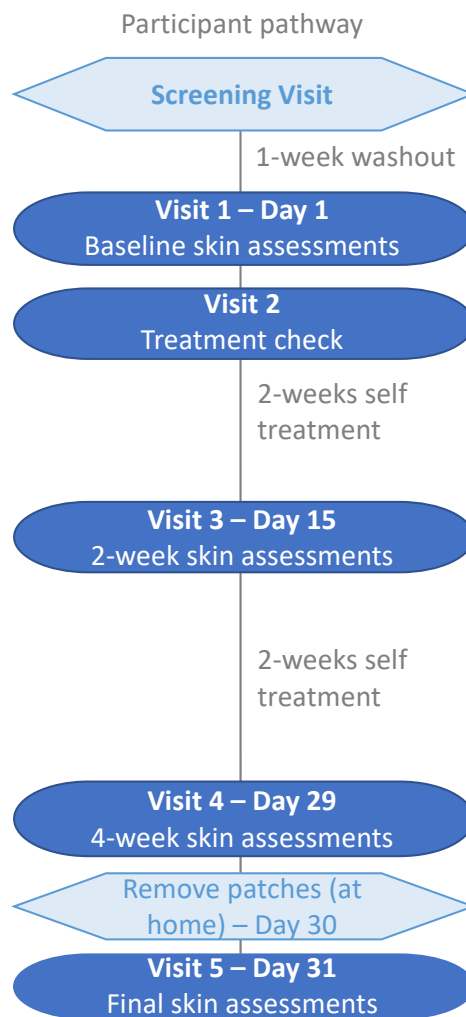 Participant pathway
Screening Visit
1-week washout
Visit 1 – Day 1
Baseline skin assessments
Visit 2
Treatment check
2-weeks self
treatment
Visit 3 – Day 15
2-week skin assessments
2-weeks self
treatment
Visit 4 – Day 29
4-week skin assessments
Remove patches (at
home) – Day 30
Visit 5 – Day 31
Final skin assessments